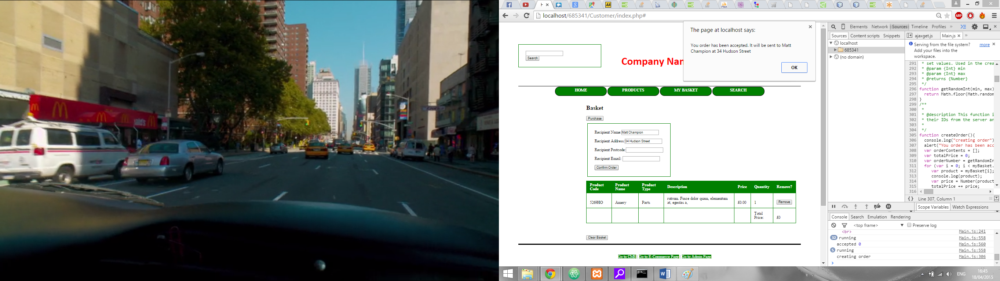 localhost/685341/Customer/index.php#
ABP
The page at localhost says:
You order has been accepted. It will be sent to Matt
Champion at 34 Hudson Street
OK
Search
Company Nan
HOME
PRODUCTS
MY BASKET
SEARCH
Basket
Purchase
Recipient Name:
Matt Champion
Recipient Address:
34 Hudson Street
Recipient Postcode:
Recipient Email:
Confirm Order
Product Code
Product Name
Product Type
Description
Price
Quantity
Remove?
5269HO
Amery
Parts
rutrum. Fusce dolor quam, elementum
at, egestas a,
£0.00
1
Remove
Total
Price:
£0
Clear Basket
Go to CMS | Go to E-Commerce Page | Go to Admin Page
Elements Network Sources Timeline Profiles »
Sources Content scripts Snippets
ajaxget.js Main.js
localhost
685341
(no domain)
Serving from the file system? more
Add your files into the
workspace.
291 * set values. Used in the crea
292 * @param {Int} min
293 * @param {Int} max
294 * @returns {Number}
295 */
296 function getRandomInt(min, max)
297 return Math.floor(Math.random
298 }
299 /**
300 *
301 * @description This function i
302 * their IDs from the server an
303 *
304 */
305 function createOrder(){
306 console.log("creating order")
307 alert("You order has been acc
308 var orderContents = [];
309 var totalPrice = 0;
310 var orderNumber = getRandomIn
311 for (var i = 0; i < myBasket.
312 var product = myBasket[i];
313 console.log(product);
314 var price = Number(product
315 totalPrice += price;
316
{} Line 307, Column 1
Scope Variables Watch Expressions
Console Search Emulation Rendering
<top frame> Preserve log
<br> Main.js:241
32 running Main.js:558
accepted 0 Main.js:560
5 running Main.js:558
creating order Main.js:306
ENG
16:45
18/04/2015